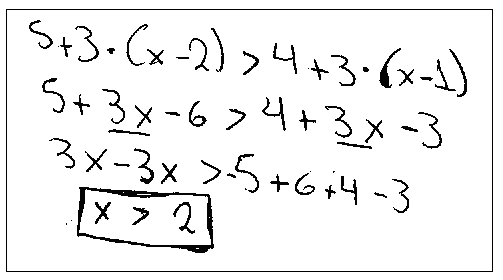 5+3·(x-2) > 4+3·(x-1)
5+3x-6 > 4+3x-3
3x-3x > -5+6+4-3
x > 2